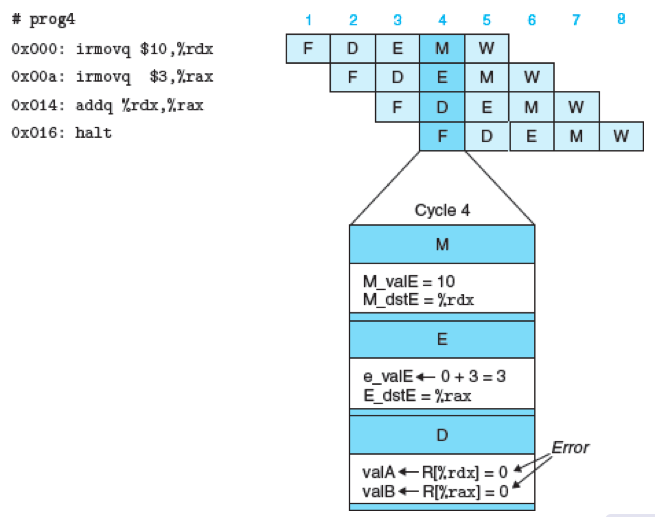 # prog4
1 2 3 4 5 6 7 8
0x000: irmovq $10,%rdx F D E M W
0x00a: irmovq $3,%rax F D E M W
0x014: addq %rdx,%rax F D E M W
0x016: halt F D E M W
Cycle 4
M
M_valE = 10
M_dstE = %rdx
E
e_valE ← 0 + 3 = 3
E_dstE = %rax
D
Error
valA ← R[%rdx] = 0
valB ← R[%rax] = 0